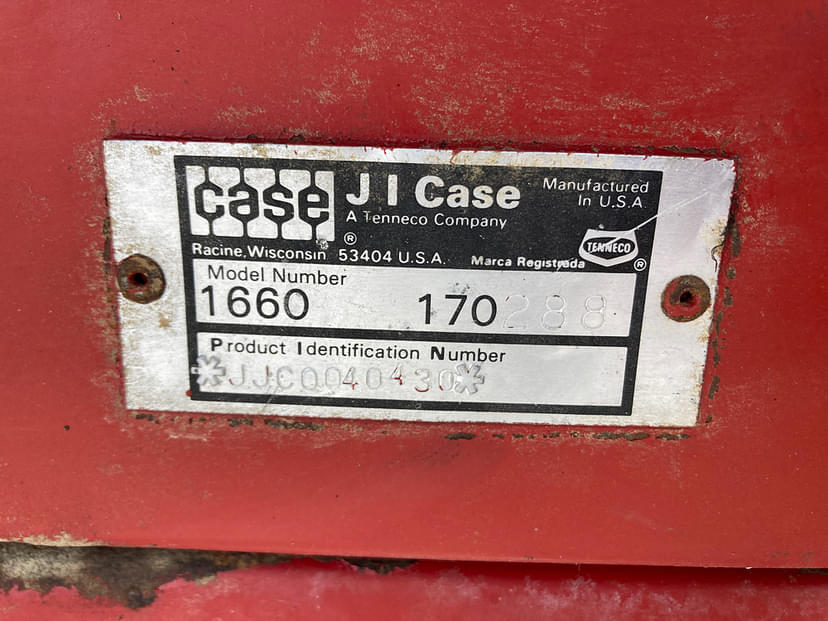 case J I Case Manufactured
In U.S.A.
A Tenneco Company
®
TENNECO
Racine, Wisconsin 53404 U.S.A. Marca Registrada ®
Model Number
1660 170288
Product Identification Number
*JJC0040430*